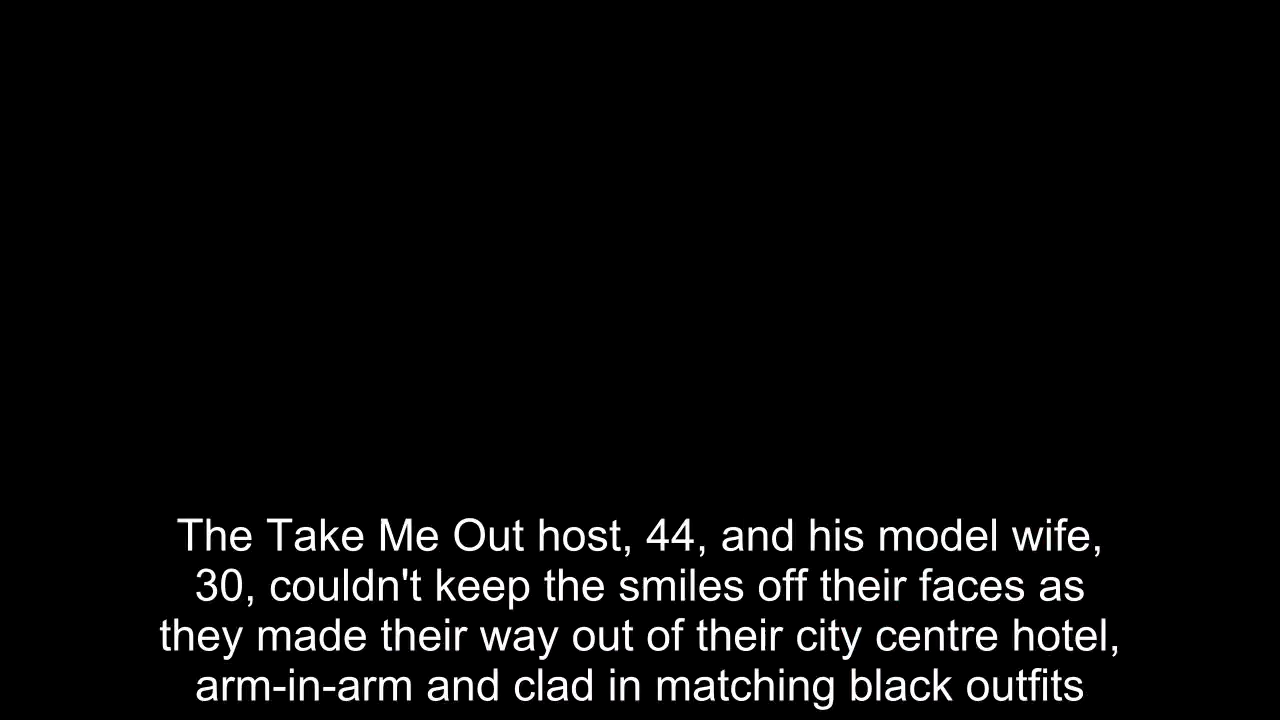 The Take Me Out host, 44, and his model wife,
30, couldn't keep the smiles off their faces as
they made their way out of their city centre hotel,
arm-in-arm and clad in matching black outfits